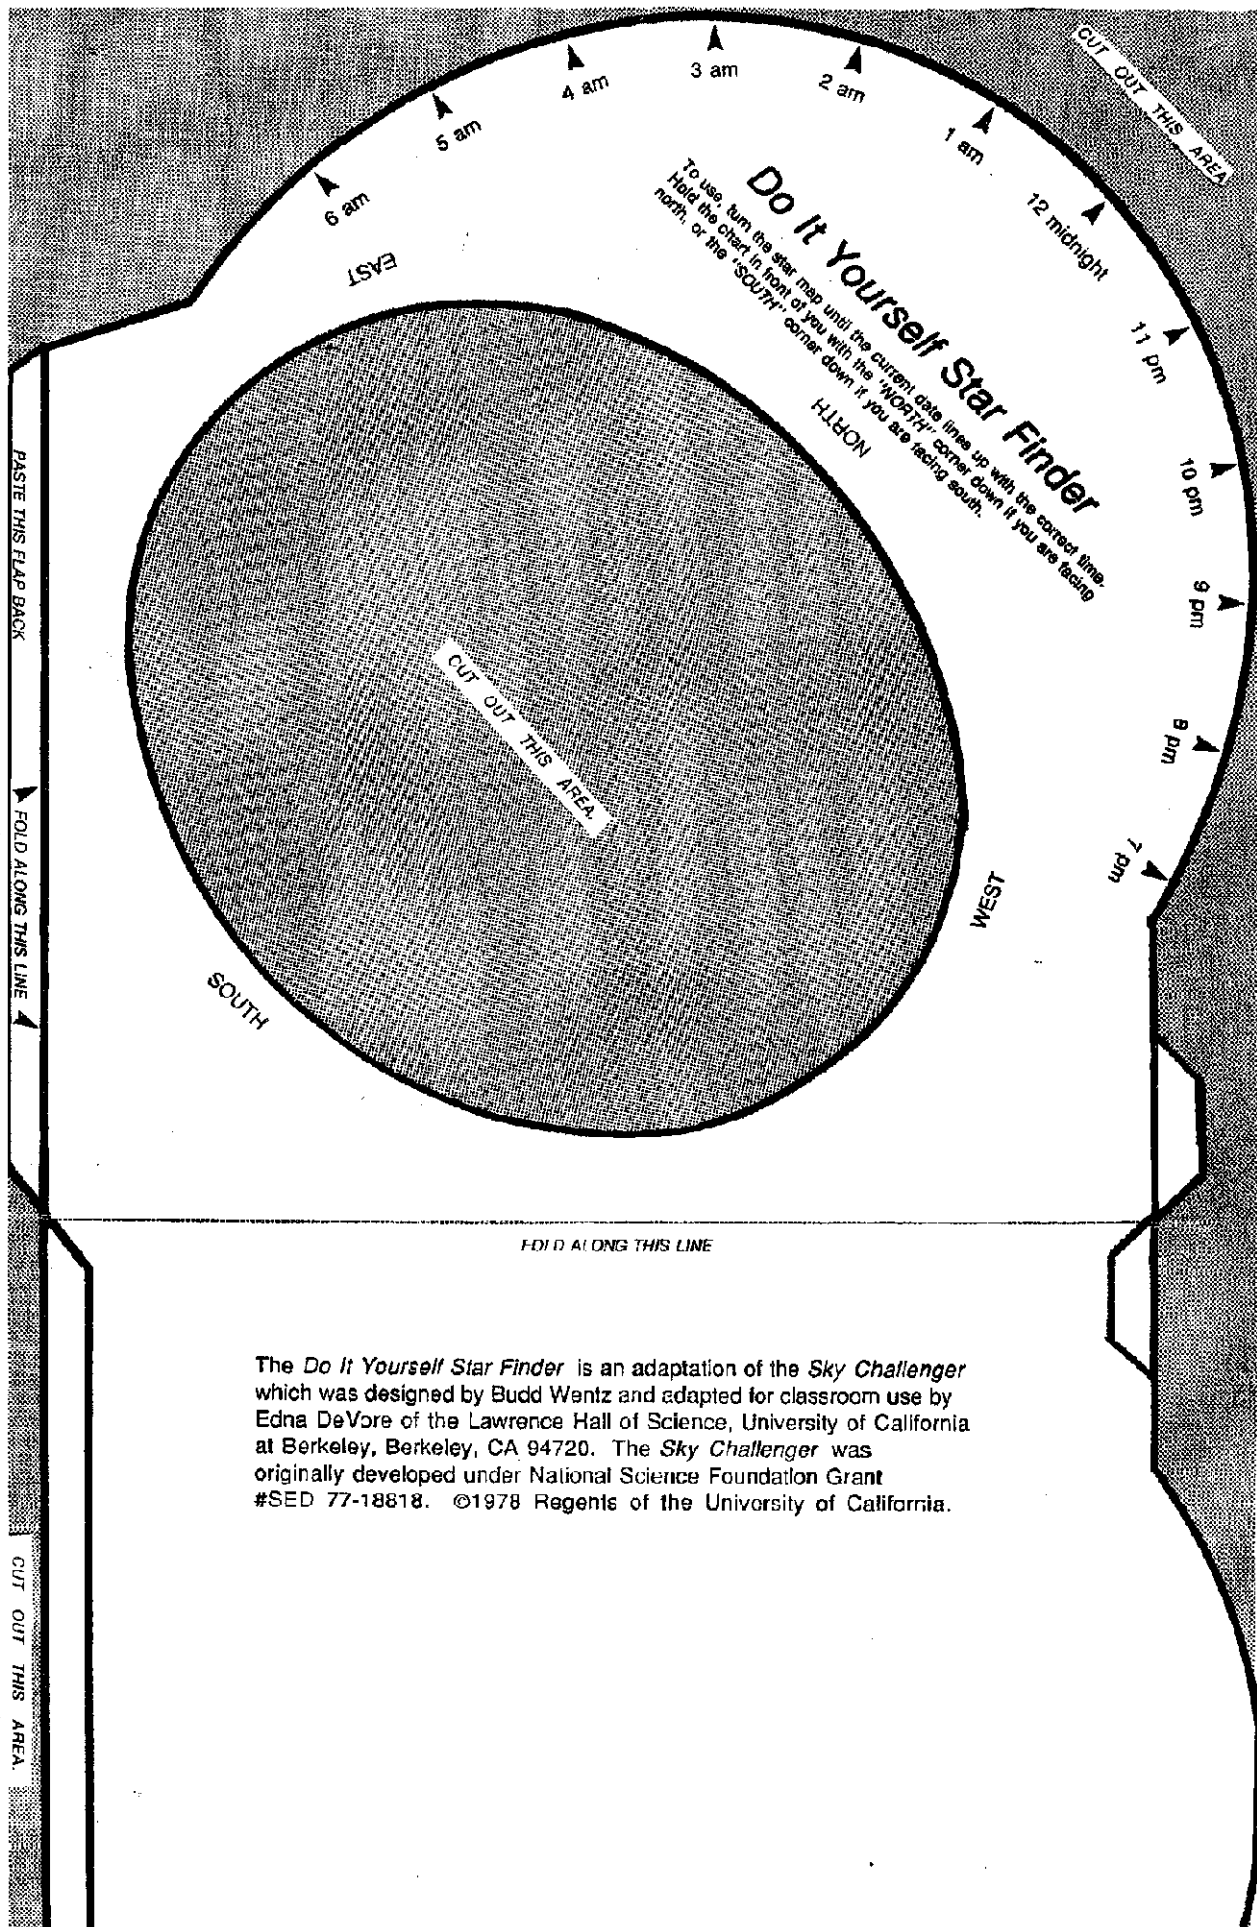 CUT OUT THIS AREA.
3 am
2 am
4 am
1 am
5 am
12 midnight
6 am
11 pm
10 pm
9 pm
8 pm
7 pm
Do It Yourself Star Finder
To use, turn the star map until the current date lines up with the correct time.
Hold the chart in front of you with the "NORTH" corner down if you are facing
north, or the "SOUTH" corner down if you are facing south.
EAST
NORTH
CUT OUT THIS AREA.
WEST
SOUTH
PASTE THIS FLAP BACK
FOLD ALONG THIS LINE
FOLD ALONG THIS LINE
The Do It Yourself Star Finder is an adaptation of the Sky Challenger
which was designed by Budd Wentz and adapted for classroom use by
Edna DeVore of the Lawrence Hall of Science, University of California
at Berkeley, Berkeley, CA 94720. The Sky Challenger was
originally developed under National Science Foundation Grant
#SED 77-18818. ©1978 Regents of the University of California.
CUT OUT THIS AREA.